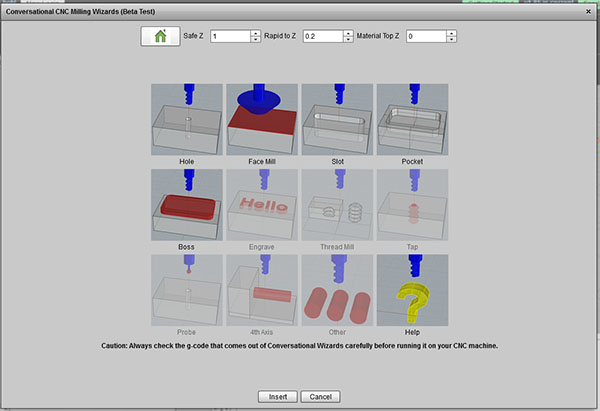 Conversational CNC Milling Wizards (Beta Test)
Safe Z 1 Rapid to Z 0.2 Material Top Z 0
Hole Face Mill Slot Pocket
Hello
Boss Engrave Thread Mill Tap
Probe 4th Axis Other Help
Caution: Always check the g-code that comes out of Conversational Wizards carefully before running it on your CNC machine.
Insert Cancel